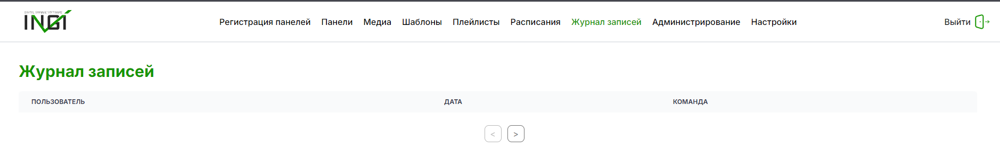 DIGITAL SIGNAGE SOFTWARE
INGI
Регистрация панелей Панели Медиа Шаблоны Плейлисты Расписания Журнал записей Администрирование Настройки Выйти
Журнал записей
ПОЛЬЗОВАТЕЛЬ ДАТА КОМАНДА
< >